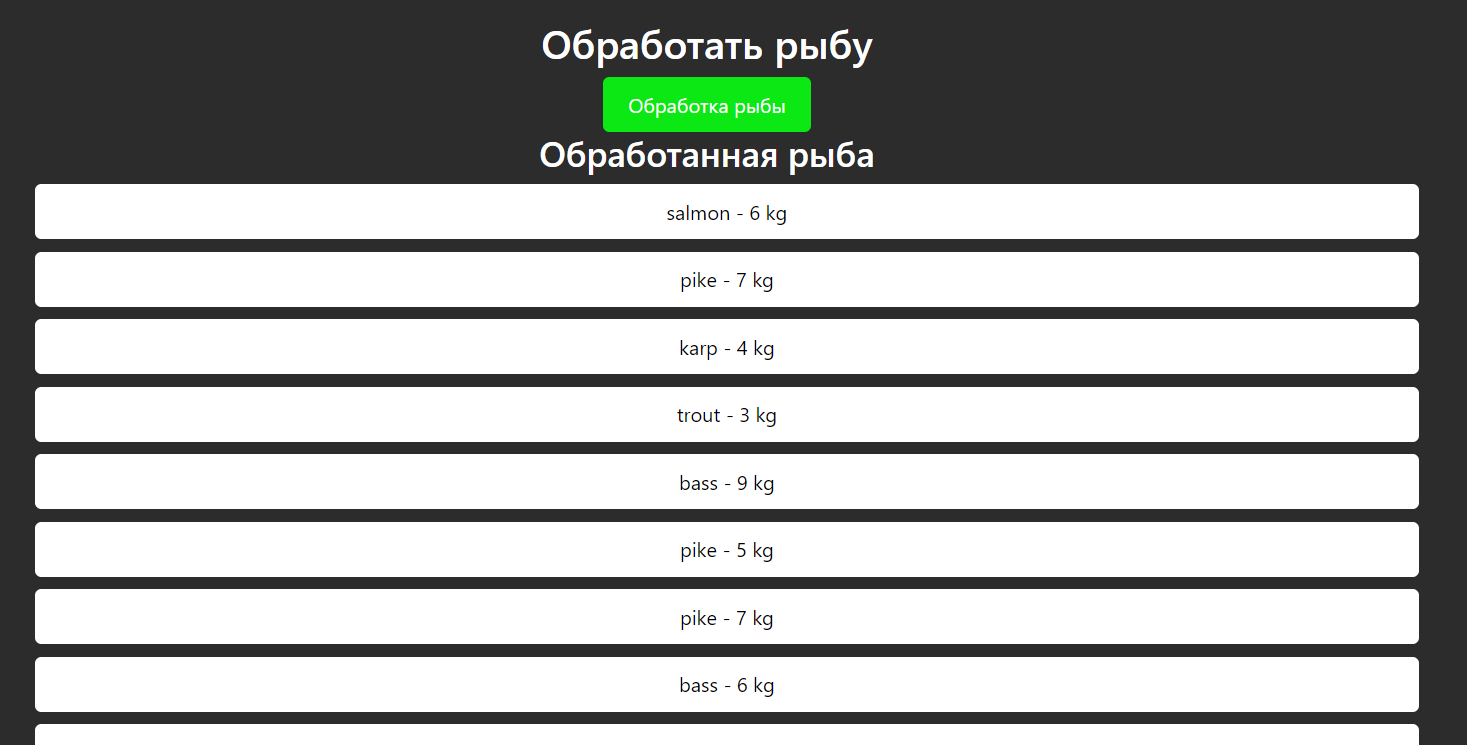 Обработать рыбу
Обработка рыбы
Обработанная рыба
salmon - 6 kg
pike - 7 kg
karp - 4 kg
trout - 3 kg
bass - 9 kg
pike - 5 kg
pike - 7 kg
bass - 6 kg